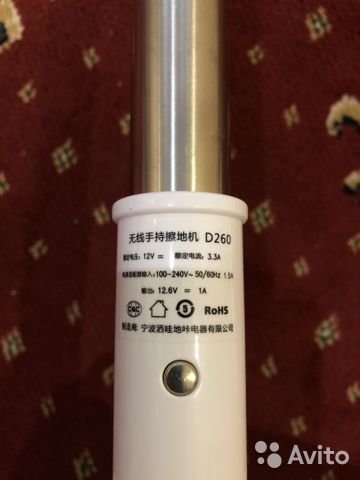 无线手持擦地机 D260
额定电压: 12V⎓ 额定电流: 3.3A
电源适配器输入: 100-240V~ 50/60Hz 1.5A
输出: 12.6V⎓ 1A
CQC 5 RoHS
制造商: 宁波洒哇地咔电器有限公司
Avito